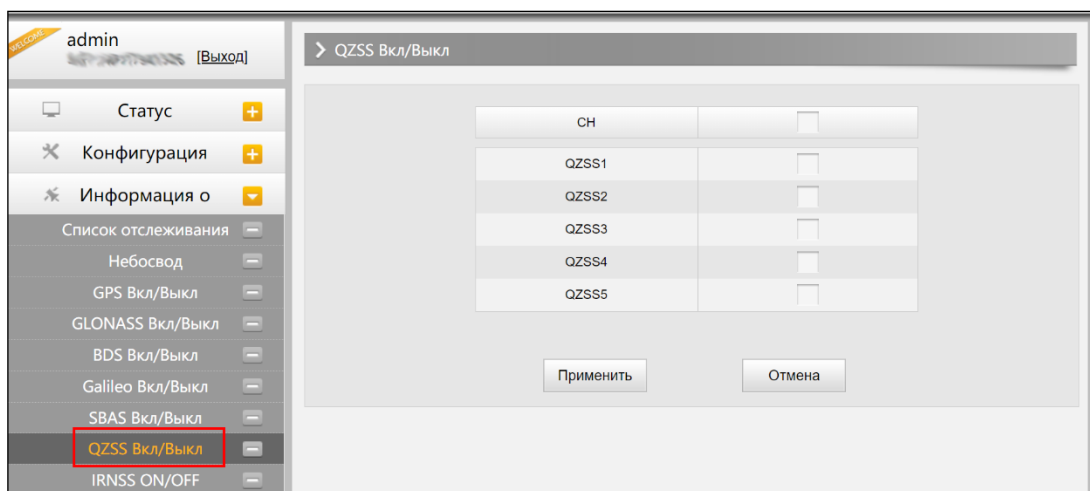 WELCOME
admin
[Выход]
Статус
Конфигурация
Информация о
Список отслеживания
Небосвод
GPS Вкл/Выкл
GLONASS Вкл/Выкл
BDS Вкл/Выкл
Galileo Вкл/Выкл
SBAS Вкл/Выкл
QZSS Вкл/Выкл
IRNSS ON/OFF
QZSS Вкл/Выкл
CH
QZSS1
QZSS2
QZSS3
QZSS4
QZSS5
Применить Отмена